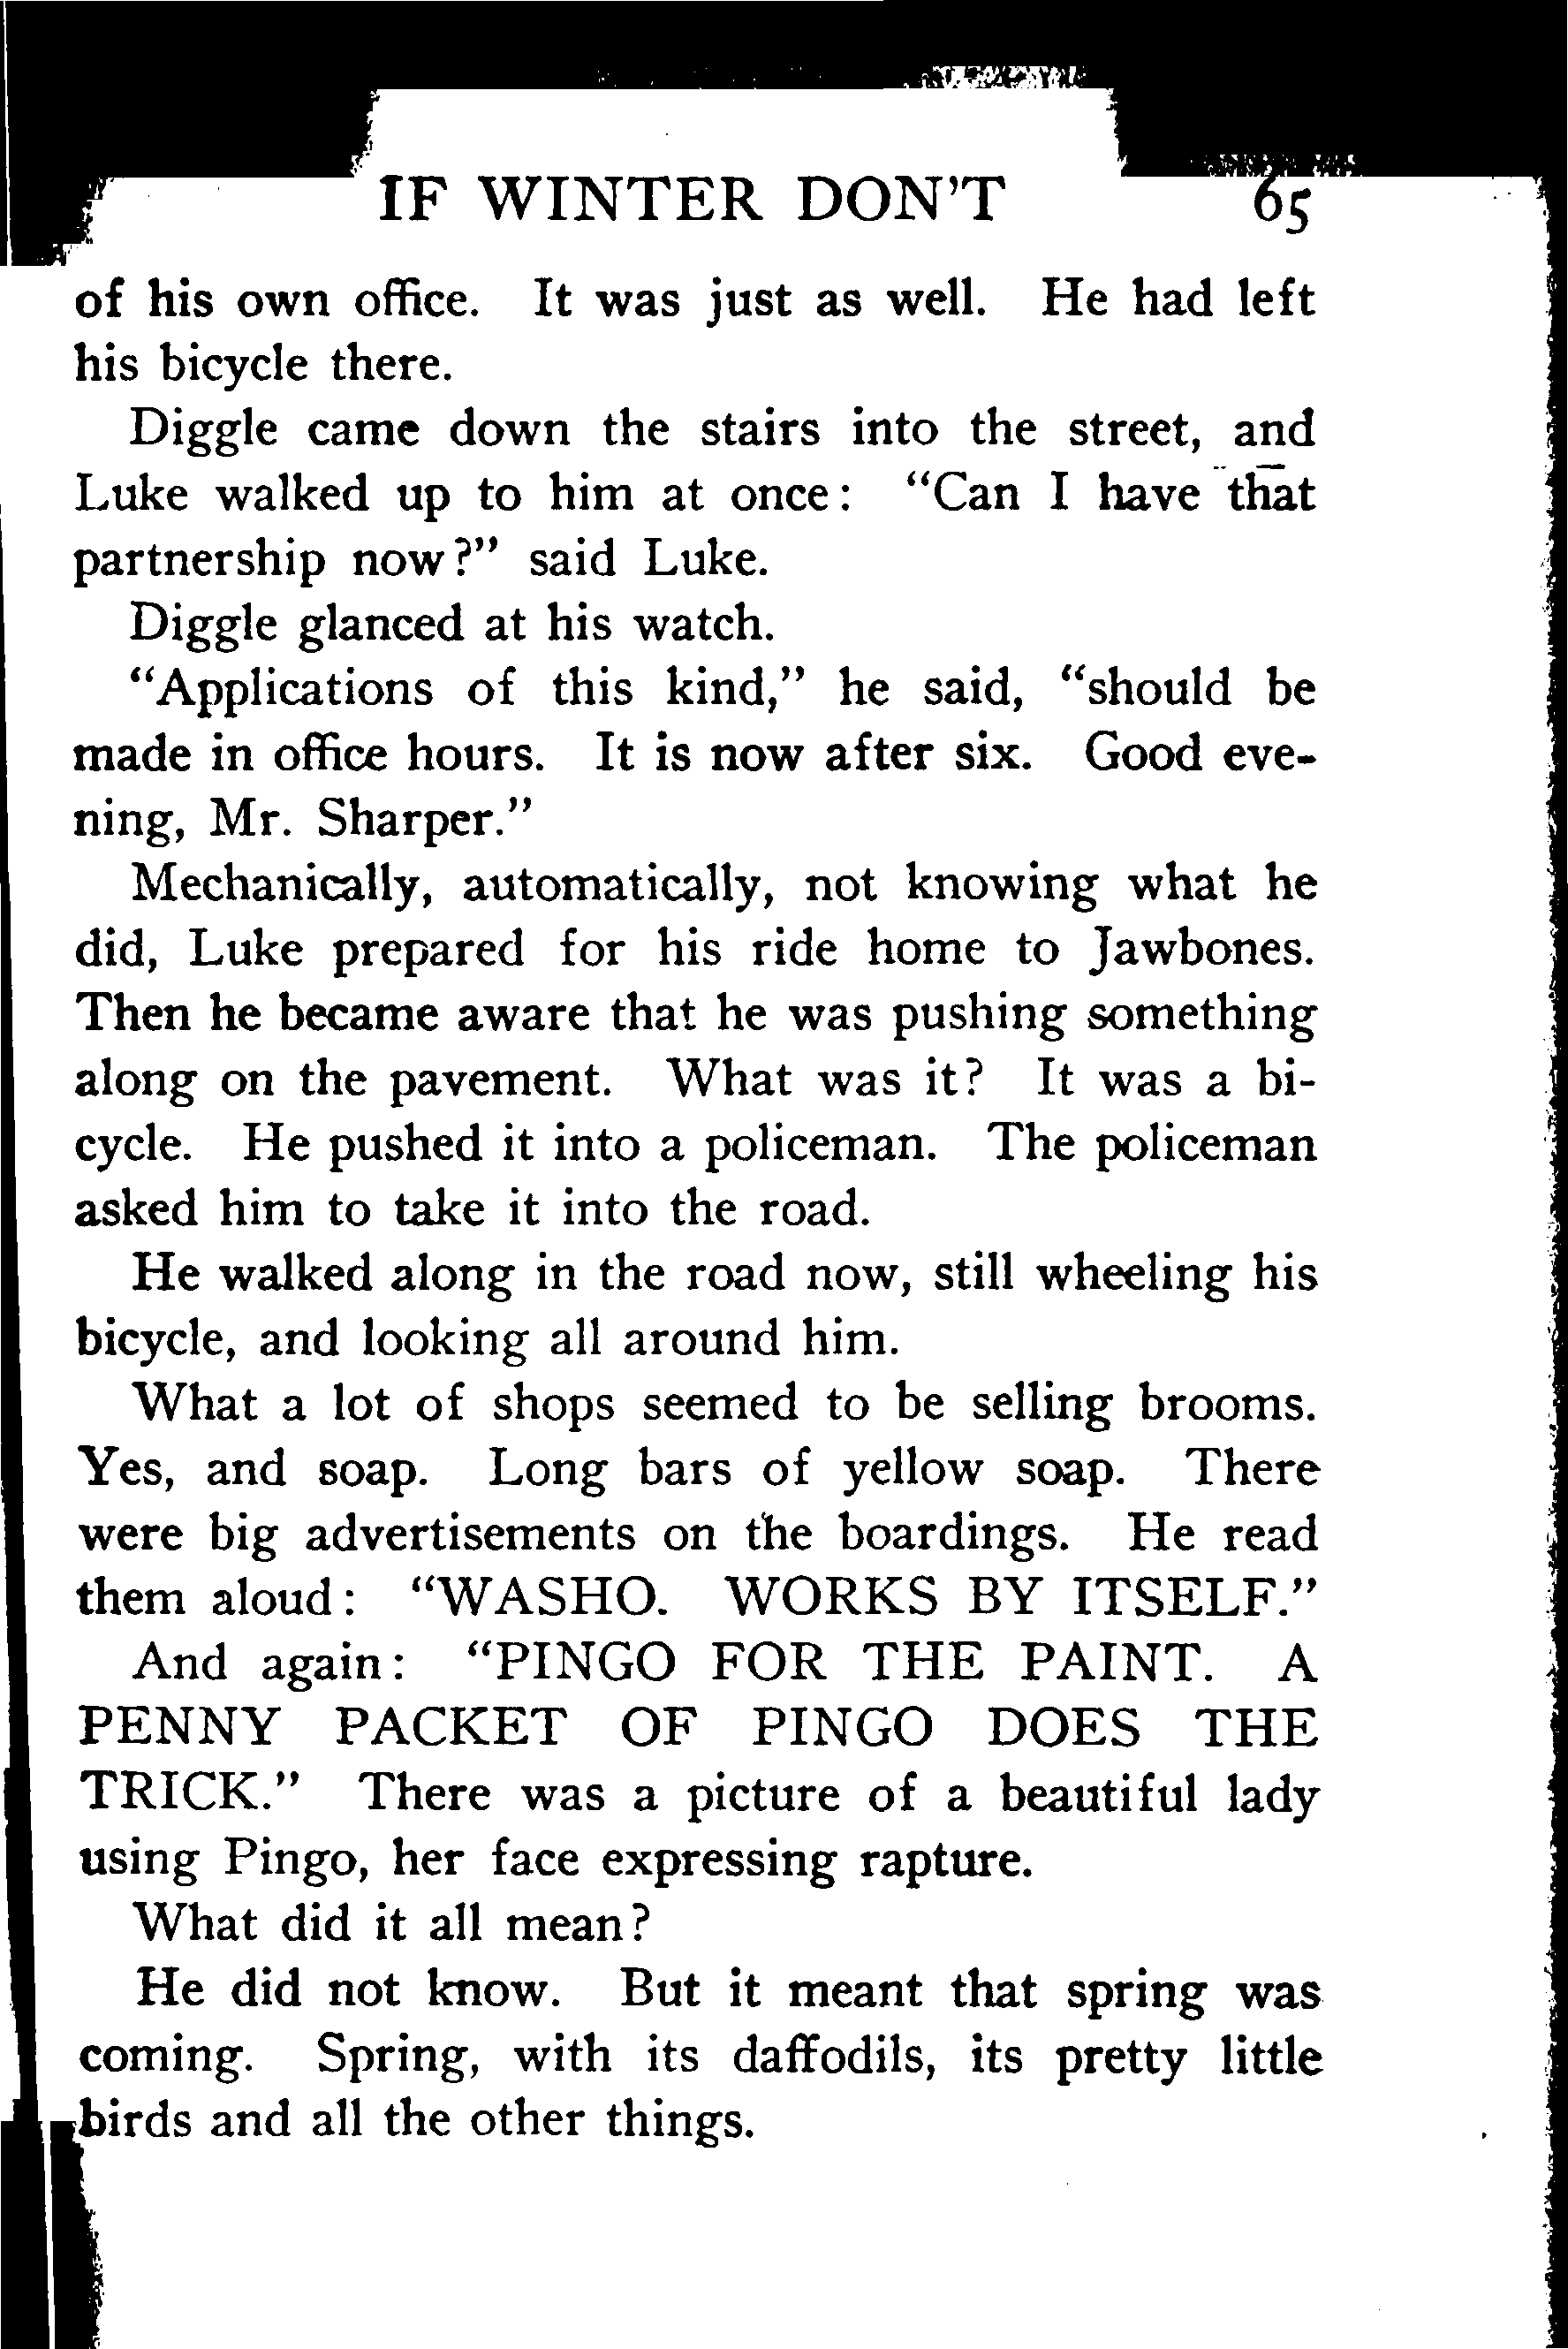 IF WINTER DON'T 65
of his own office. It was just as well. He had left
his bicycle there.
Diggle came down the stairs into the street, and
Luke walked up to him at once: "Can I have that
partnership now?" said Luke.
Diggle glanced at his watch.
"Applications of this kind," he said, "should be
made in office hours. It is now after six. Good eve-
ning, Mr. Sharper."
Mechanically, automatically, not knowing what he
did, Luke prepared for his ride home to Jawbones.
Then he became aware that he was pushing something
along on the pavement. What was it? It was a bi-
cycle. He pushed it into a policeman. The policeman
asked him to take it into the road.
He walked along in the road now, still wheeling his
bicycle, and looking all around him.
What a lot of shops seemed to be selling brooms.
Yes, and soap. Long bars of yellow soap. There
were big advertisements on the boardings. He read
them aloud: "WASHO. WORKS BY ITSELF."
And again: "PINGO FOR THE PAINT. A
PENNY PACKET OF PINGO DOES THE
TRICK." There was a picture of a beautiful lady
using Pingo, her face expressing rapture.
What did it all mean?
He did not know. But it meant that spring was
coming. Spring, with its daffodils, its pretty little
birds and all the other things.